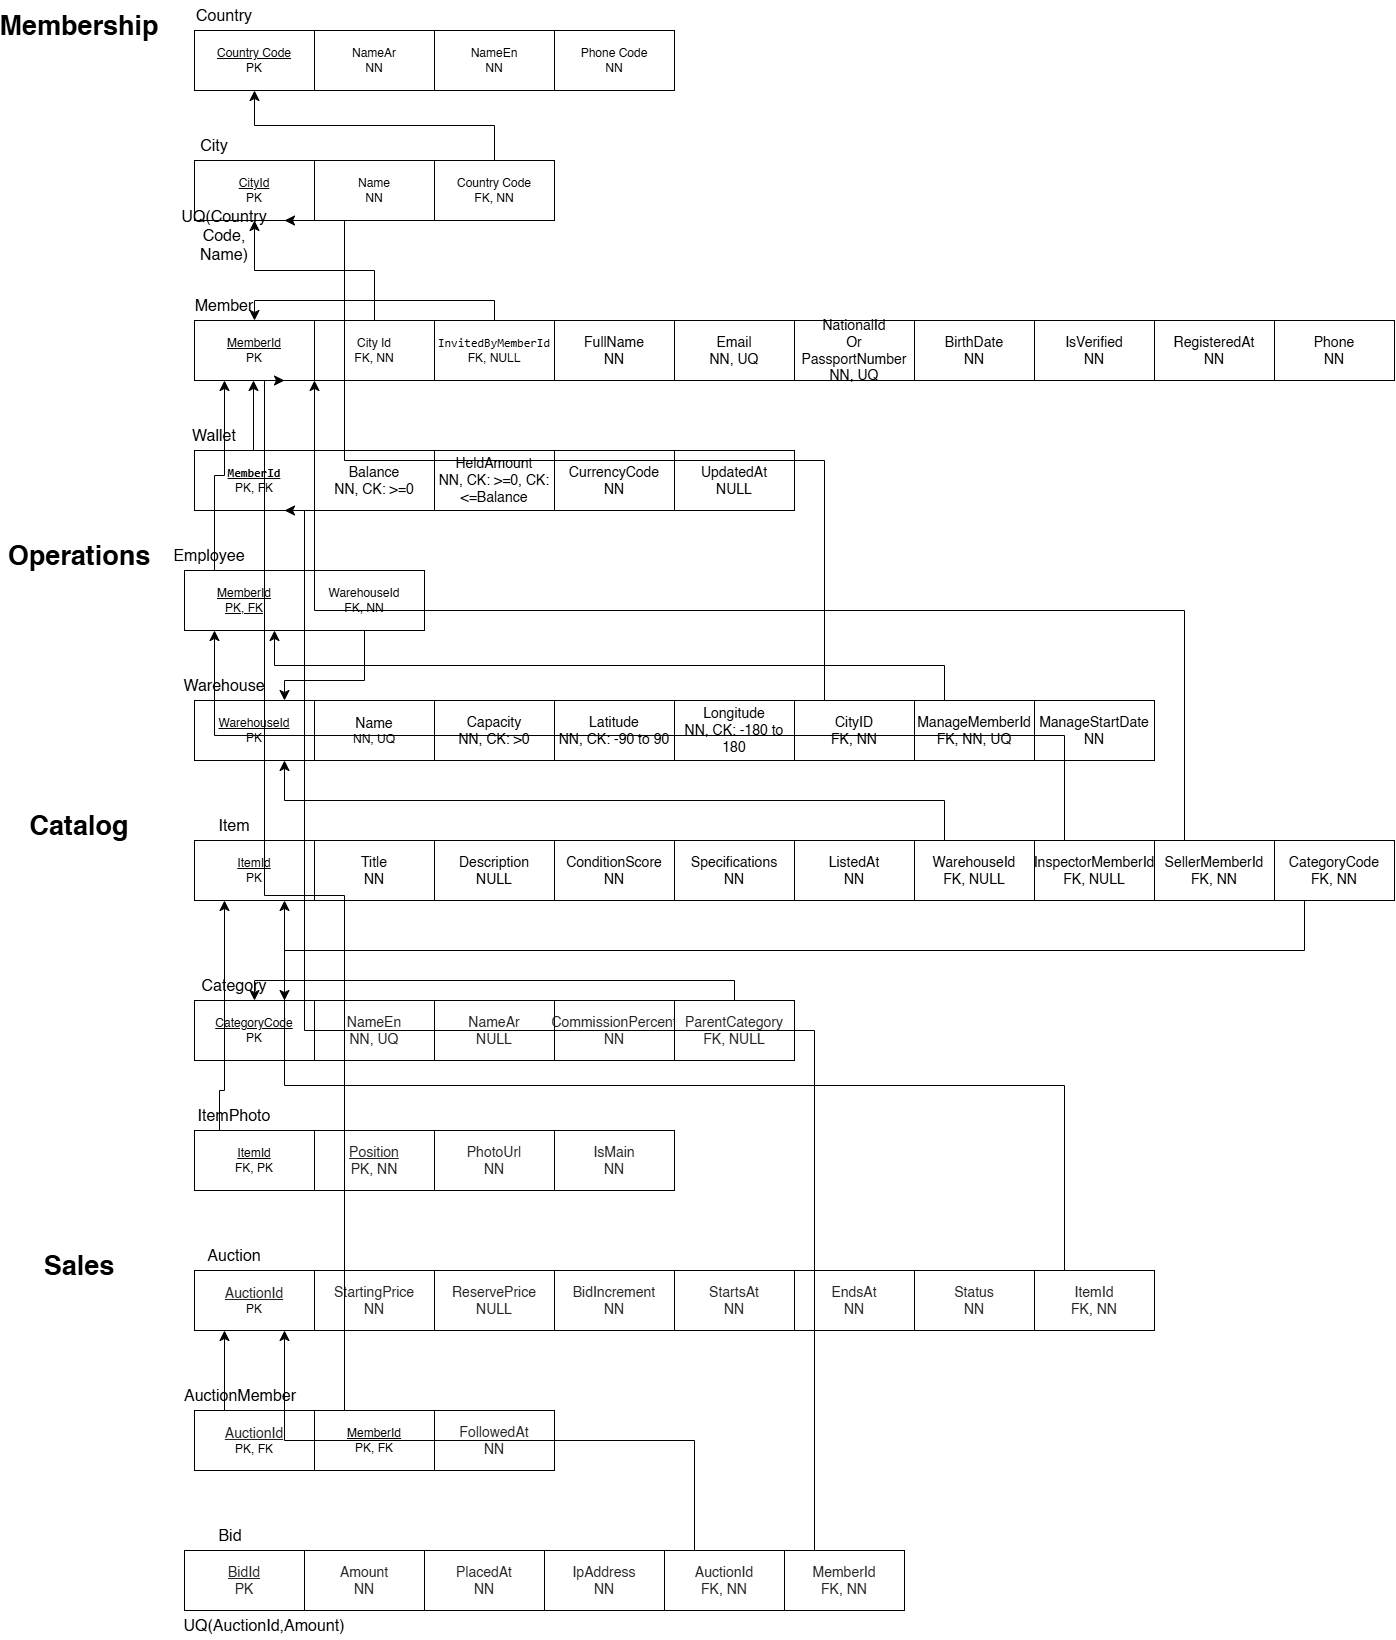 Membership
Country
Country Code
PK
NameAr
NN
NameEn
NN
Phone Code
NN
City
CityId
PK
Name
NN
Country Code
FK, NN
UQ(Country
Code,
Name)
Member
MemberId
PK
City Id
FK, NN
InvitedByMemberId
FK, NULL
FullName
NN
Email
NN, UQ
NationalId
Or
PassportNumber
NN, UQ
BirthDate
NN
IsVerified
NN
RegisteredAt
NN
Phone
NN
Wallet
MemberId
PK, FK
Balance
NN, CK: >=0
HeldAmount
NN, CK: >=0, CK:
<=Balance
CurrencyCode
NN
UpdatedAt
NULL
Operations
Employee
MemberId
PK, FK
WarehouseId
FK, NN
Warehouse
WarehouseId
PK
Name
NN, UQ
Capacity
NN, CK: >0
Latitude
NN, CK: -90 to 90
Longitude
NN, CK: -180 to
180
CityID
FK, NN
ManageMemberId
FK, NN, UQ
ManageStartDate
NN
Catalog
Item
ItemId
PK
Title
NN
Description
NULL
ConditionScore
NN
Specifications
NN
ListedAt
NN
WarehouseId
FK, NULL
InspectorMemberId
FK, NULL
SellerMemberId
FK, NN
CategoryCode
FK, NN
Category
CategoryCode
PK
NameEn
NN, UQ
NameAr
NULL
CommissionPercent
NN
ParentCategory
FK, NULL
ItemPhoto
ItemId
FK, PK
Position
PK, NN
PhotoUrl
NN
IsMain
NN
Sales
Auction
AuctionId
PK
StartingPrice
NN
ReservePrice
NULL
BidIncrement
NN
StartsAt
NN
EndsAt
NN
Status
NN
ItemId
FK, NN
AuctionMember
AuctionId
PK, FK
MemberId
PK, FK
FollowedAt
NN
Bid
BidId
PK
Amount
NN
PlacedAt
NN
IpAddress
NN
AuctionId
FK, NN
MemberId
FK, NN
UQ(AuctionId,Amount)